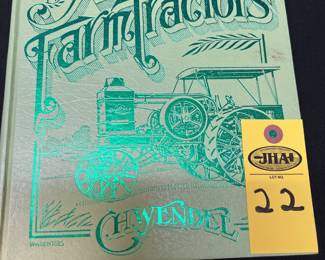 Farm Tractors
C.H. WENDEL
JHA
LOT NO.
22